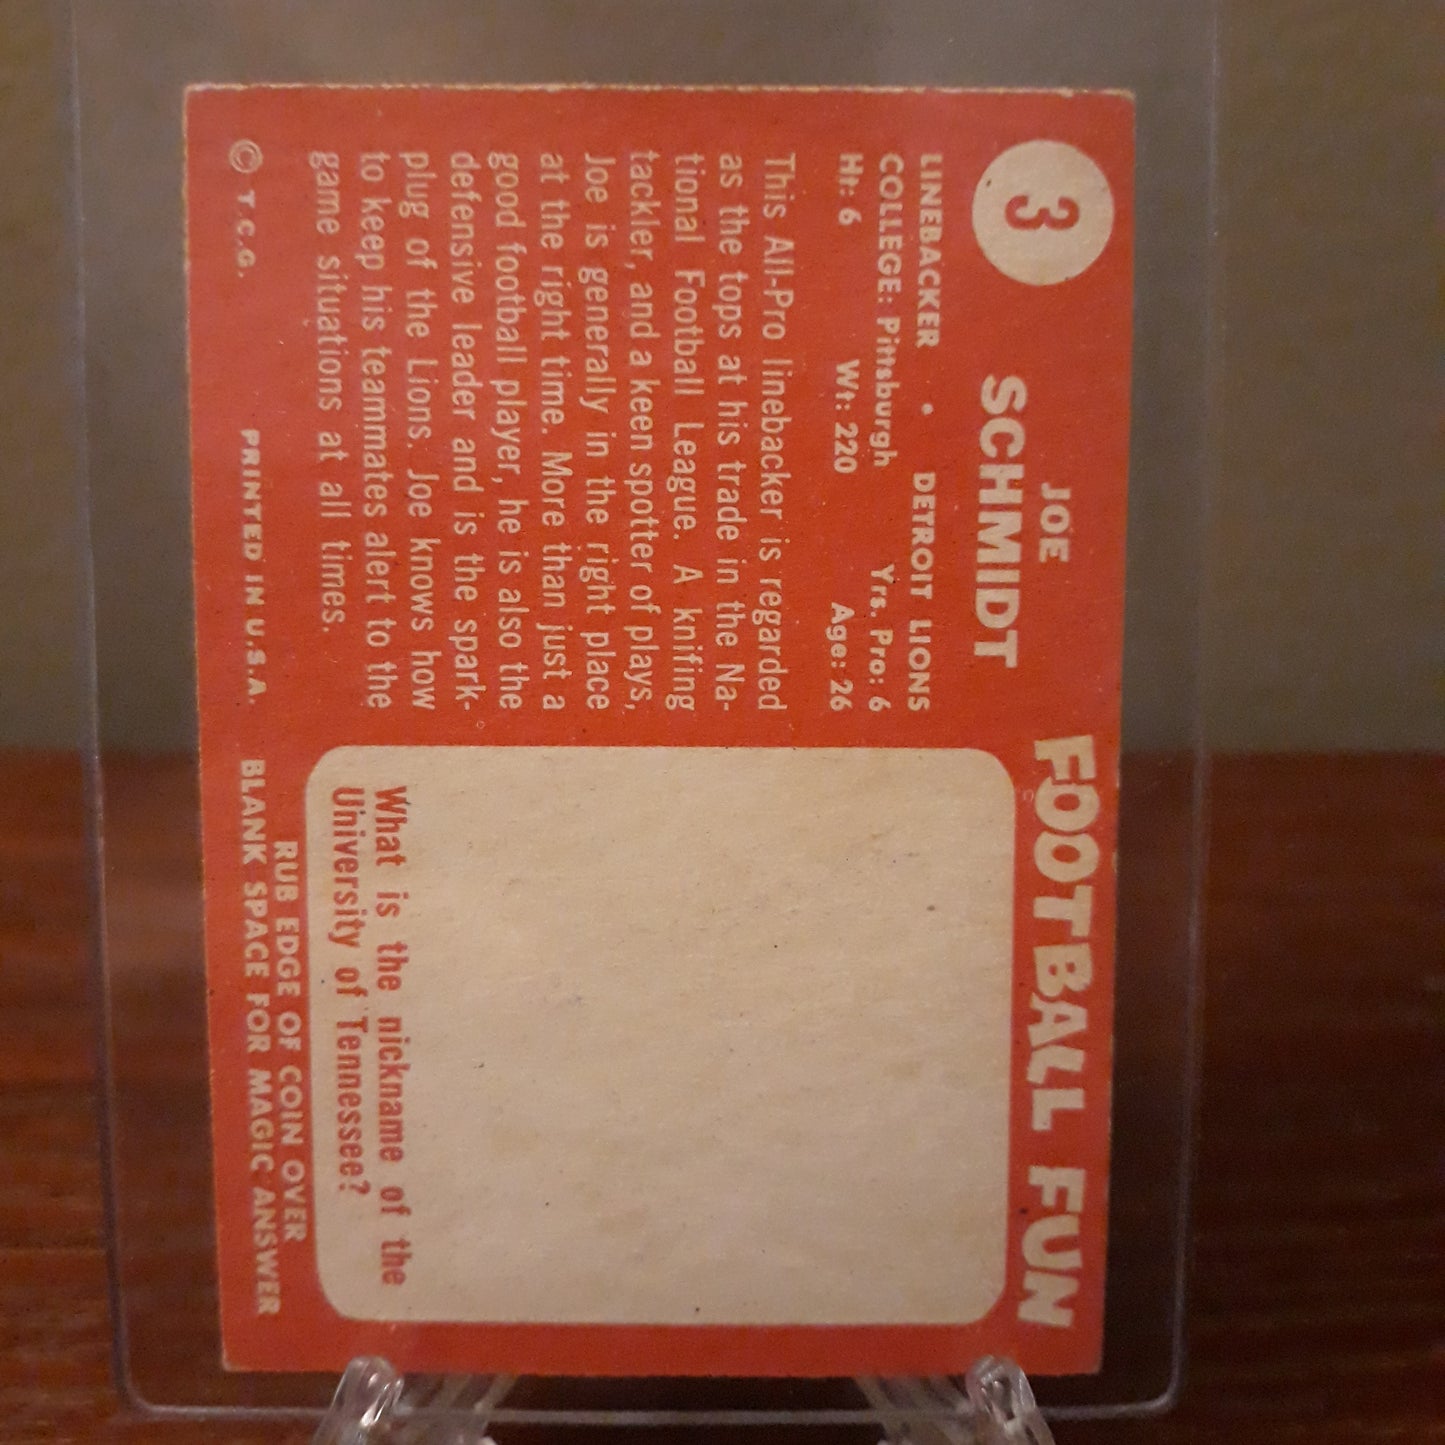 3
JOE
SCHMIDT
LINEBACKER • DETROIT LIONS
COLLEGE: Pittsburgh Yrs. Pro: 6
Ht: 6 Wt: 220 Age: 26
This All-Pro linebacker is regarded
as the tops at his trade in the Na-
tional Football League. A knifing
tackler, and a keen spotter of plays,
Joe is generally in the right place
at the right time. More than just a
good football player, he is also the
defensive leader and is the spark-
plug of the Lions. Joe knows how
to keep his teammates alert to the
game situations at all times.
© T.C.G. PRINTED IN U.S.A.
FOOTBALL FUN
What is the nickname of the
University of Tennessee?
RUB EDGE OF COIN OVER
BLANK SPACE FOR MAGIC ANSWER